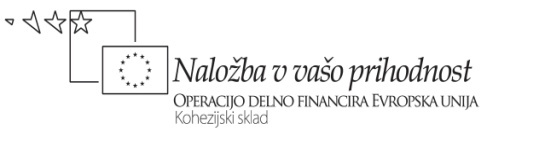 Naložba v vašo prihodnost
OPERACIJO DELNO FINANCIRA EVROPSKA UNIJA
Kohezijski sklad